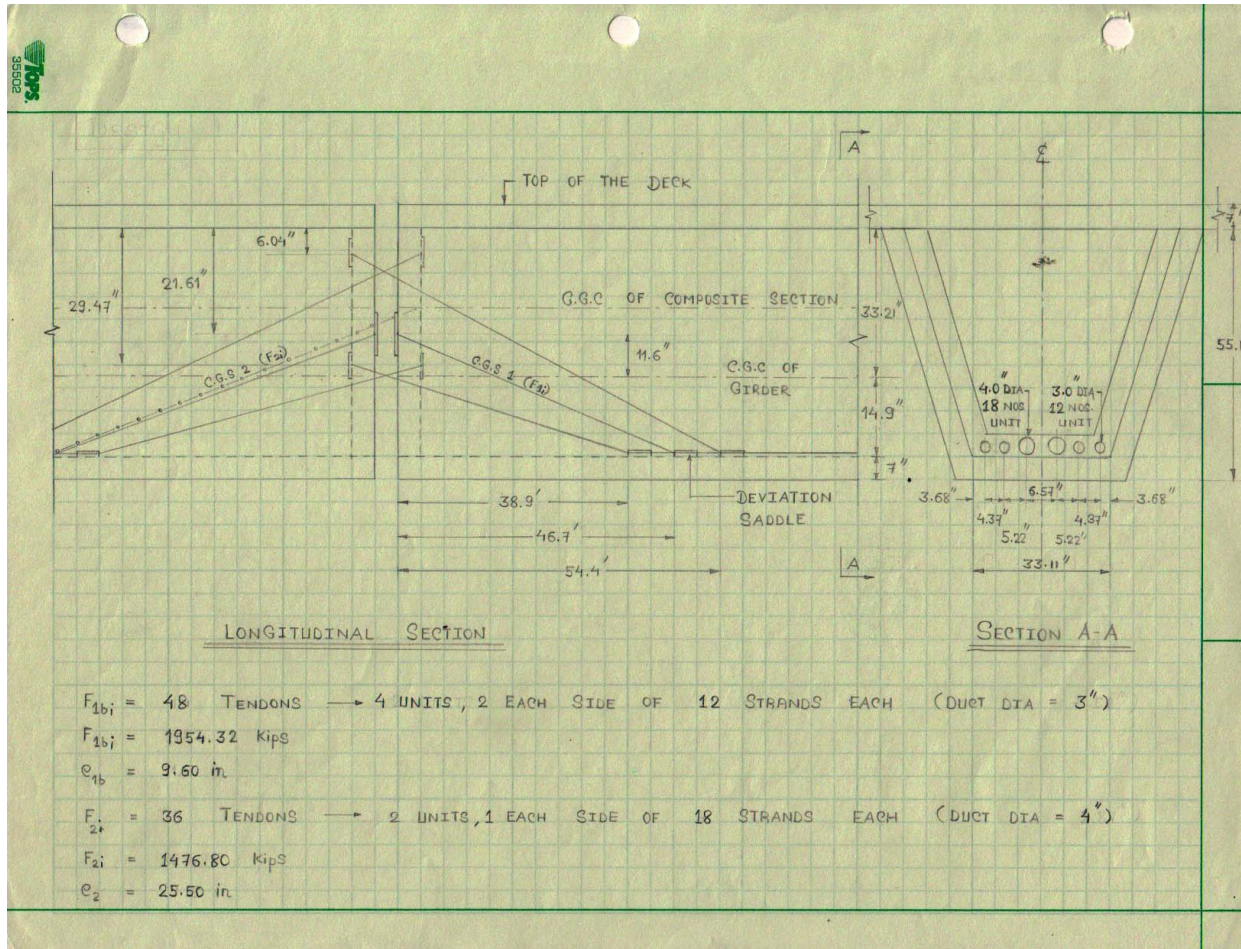 TOPS.
35502
A
℄
TOP OF THE DECK
7"
6.04"
21.61"
29.47"
G.G.C OF COMPOSITE SECTION
33.21"
11.6"
C.G.S 2 (F2i)
C.G.S 1 (F1i)
C.G.C OF
GIRDER
14.9"
7"
4.0" DIA
18 NOS
UNIT
3.0" DIA
12 NOS.
UNIT
38.9'
DEVIATION
SADDLE
46.7'
54.4'
A
3.68"
6.57"
3.68"
4.37"
4.37"
5.22"
5.22"
33.11"
LONGITUDINAL SECTION
SECTION A-A
F1bi = 48 TENDONS → 4 UNITS, 2 EACH SIDE OF 12 STRANDS EACH (DUCT DIA = 3")
F1bi = 1954.32 Kips
e1b = 9.60 in
F2i = 36 TENDONS → 2 UNITS, 1 EACH SIDE OF 18 STRANDS EACH (DUCT DIA = 4")
F2i = 1476.80 Kips
e2 = 25.50 in